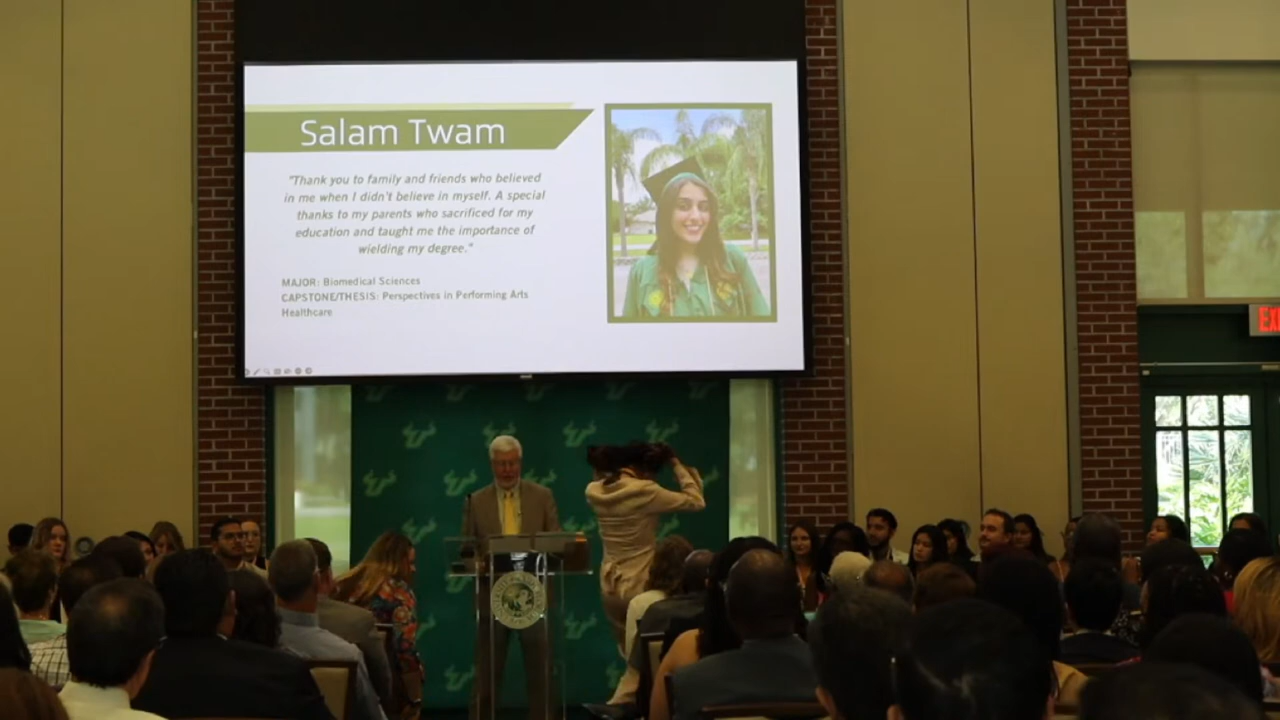 Salam Twam
"Thank you to family and friends who believed
in me when I didn't believe in myself. A special
thanks to my parents who sacrificed for my
education and taught me the importance of
wielding my degree."
MAJOR: Biomedical Sciences
CAPSTONE/THESIS: Perspectives in Performing Arts
Healthcare